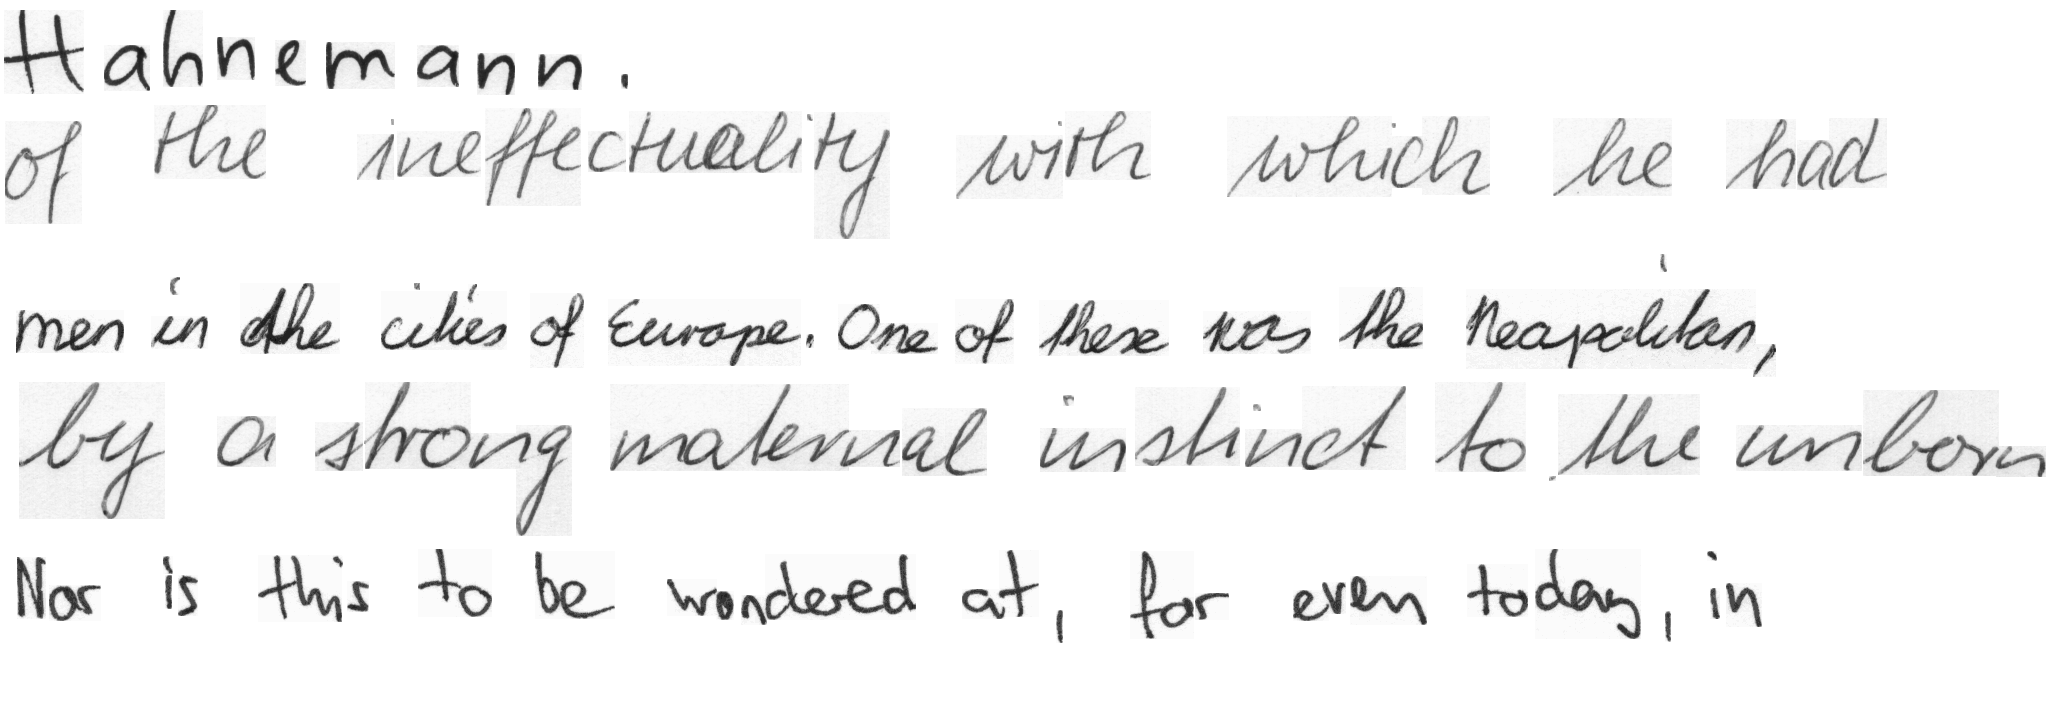 Hahnemann.
of the ineffectuality with which he had
men in the cities of Europe. One of these was the Neapolitan,
by a strong maternal instinct to the unborn
Nor is this to be wondered at, for even today, in